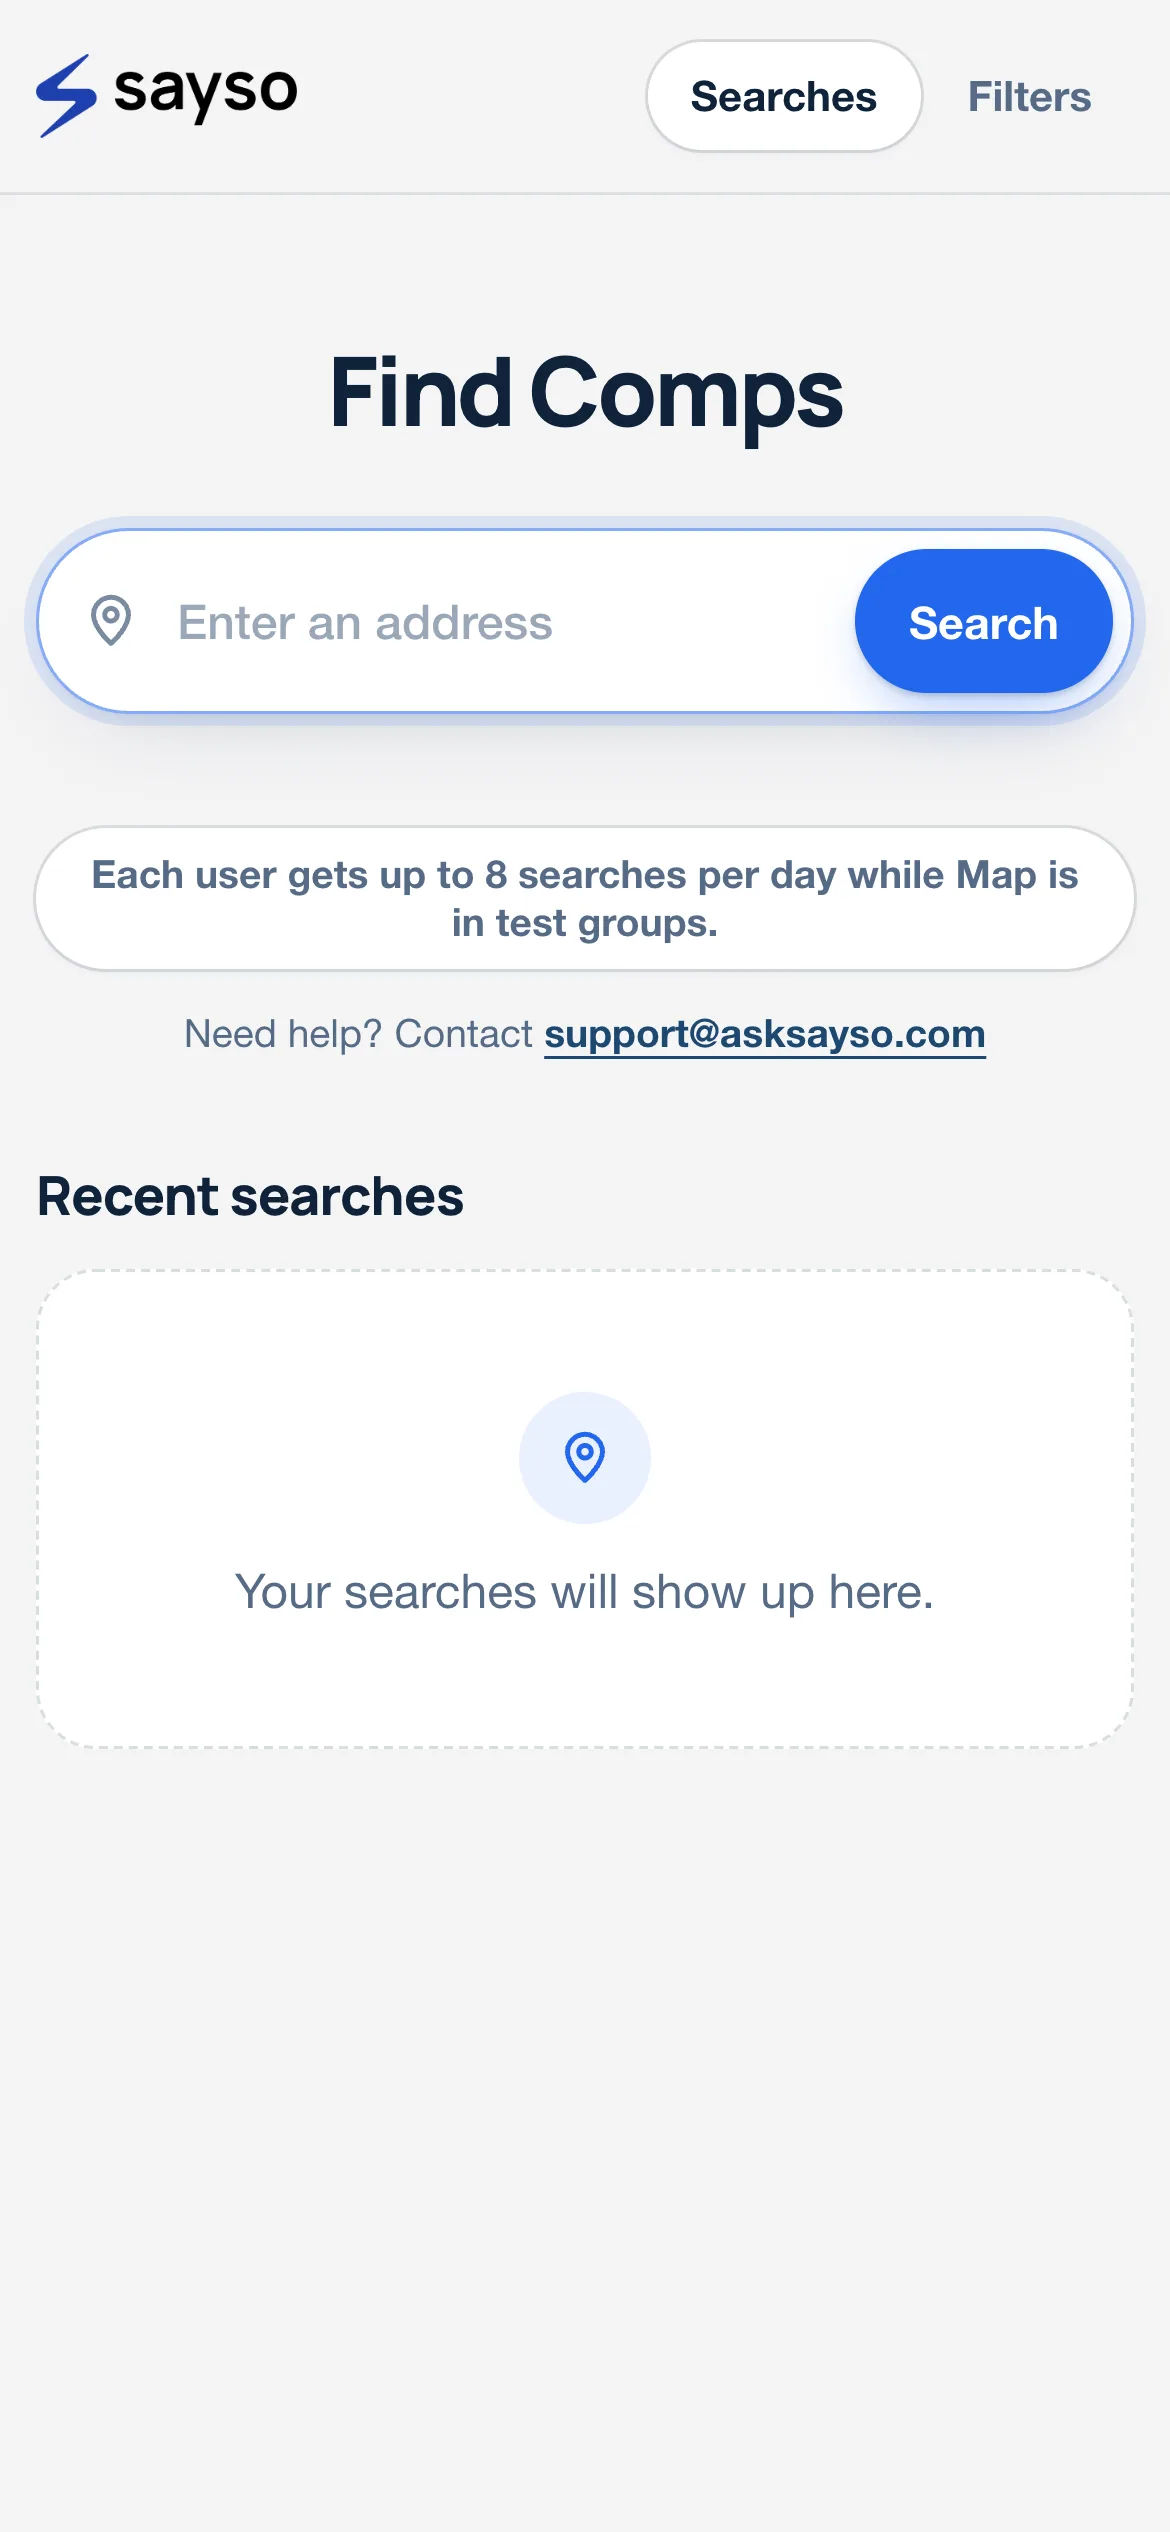 sayso
Searches
Filters
Find Comps
Enter an address
Search
Each user gets up to 8 searches per day while Map is
in test groups.
Need help? Contact support@asksayso.com
Recent searches
Your searches will show up here.